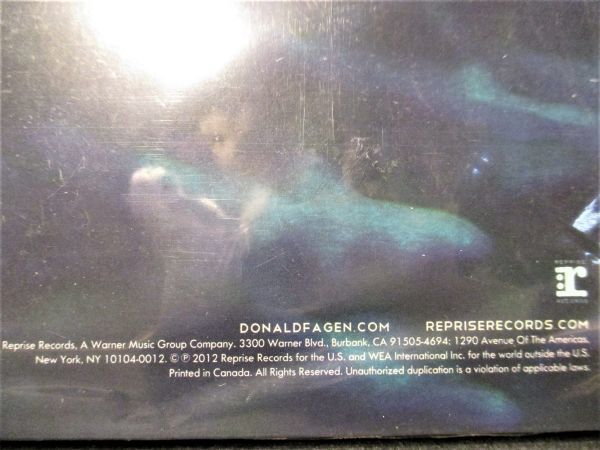 REPRISE
r
RECORDS
DONALDFAGEN.COM REPRISERECORDS.COM
Reprise Records, A Warner Music Group Company. 3300 Warner Blvd., Burbank, CA 91505-4694; 1290 Avenue Of The Americas,
New York, NY 10104-0012. © ℗ 2012 Reprise Records for the U.S. and WEA International Inc. for the world outside the U.S.
Printed in Canada. All Rights Reserved. Unauthorized duplication is a violation of applicable laws.